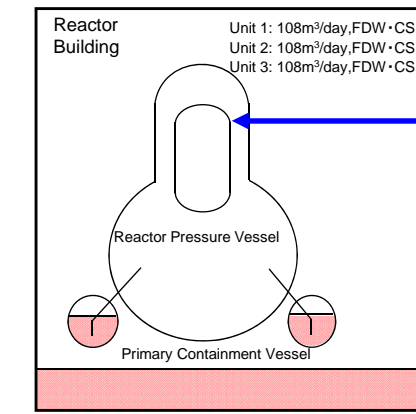 Reactor
Building
Unit 1: 108m³/day,FDW・CS
Unit 2: 108m³/day,FDW・CS
Unit 3: 108m³/day,FDW・CS
Reactor Pressure Vessel
Primary Containment Vessel